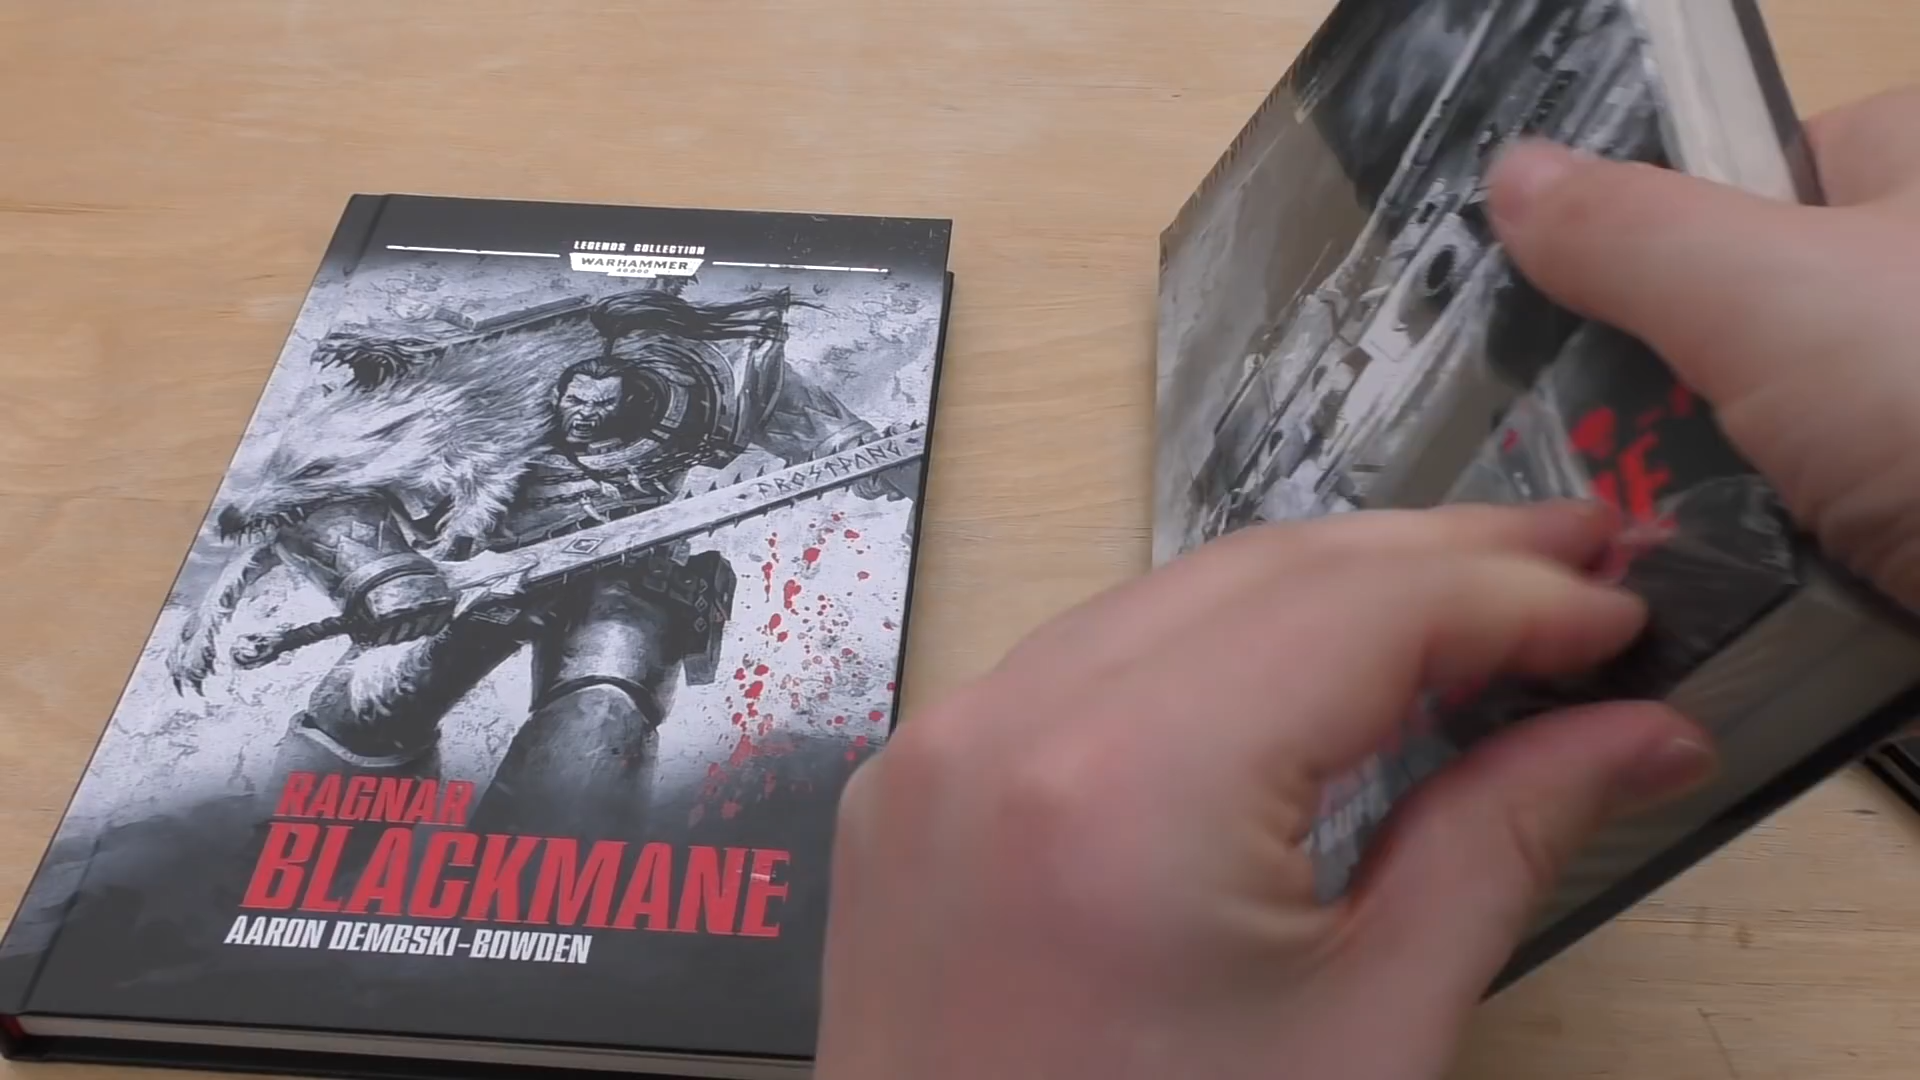 LEGENDS COLLECTION
WARHAMMER
40,000
FROSTFANG
RAGNAR
BLACKMANE
AARON DEMBSKI-BOWDEN